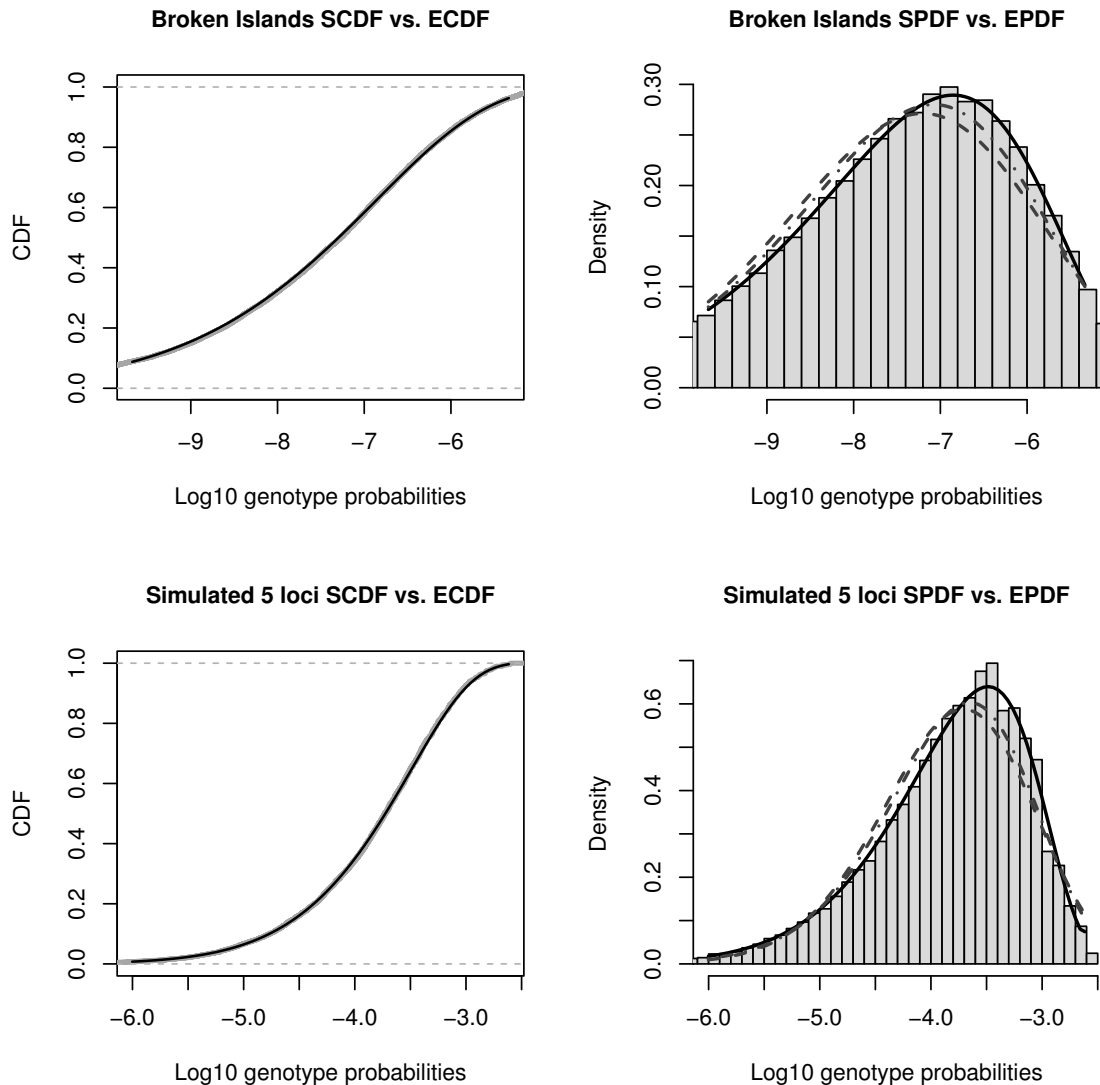 Broken Islands SCDF vs. ECDF
CDF
0.0 0.2 0.4 0.6 0.8 1.0
−9 −8 −7 −6
Log10 genotype probabilities
Broken Islands SPDF vs. EPDF
Density
0.00 0.10 0.20 0.30
−9 −8 −7 −6
Log10 genotype probabilities
Simulated 5 loci SCDF vs. ECDF
CDF
0.0 0.2 0.4 0.6 0.8 1.0
−6.0 −5.0 −4.0 −3.0
Log10 genotype probabilities
Simulated 5 loci SPDF vs. EPDF
Density
0.0 0.2 0.4 0.6
−6.0 −5.0 −4.0 −3.0
Log10 genotype probabilities